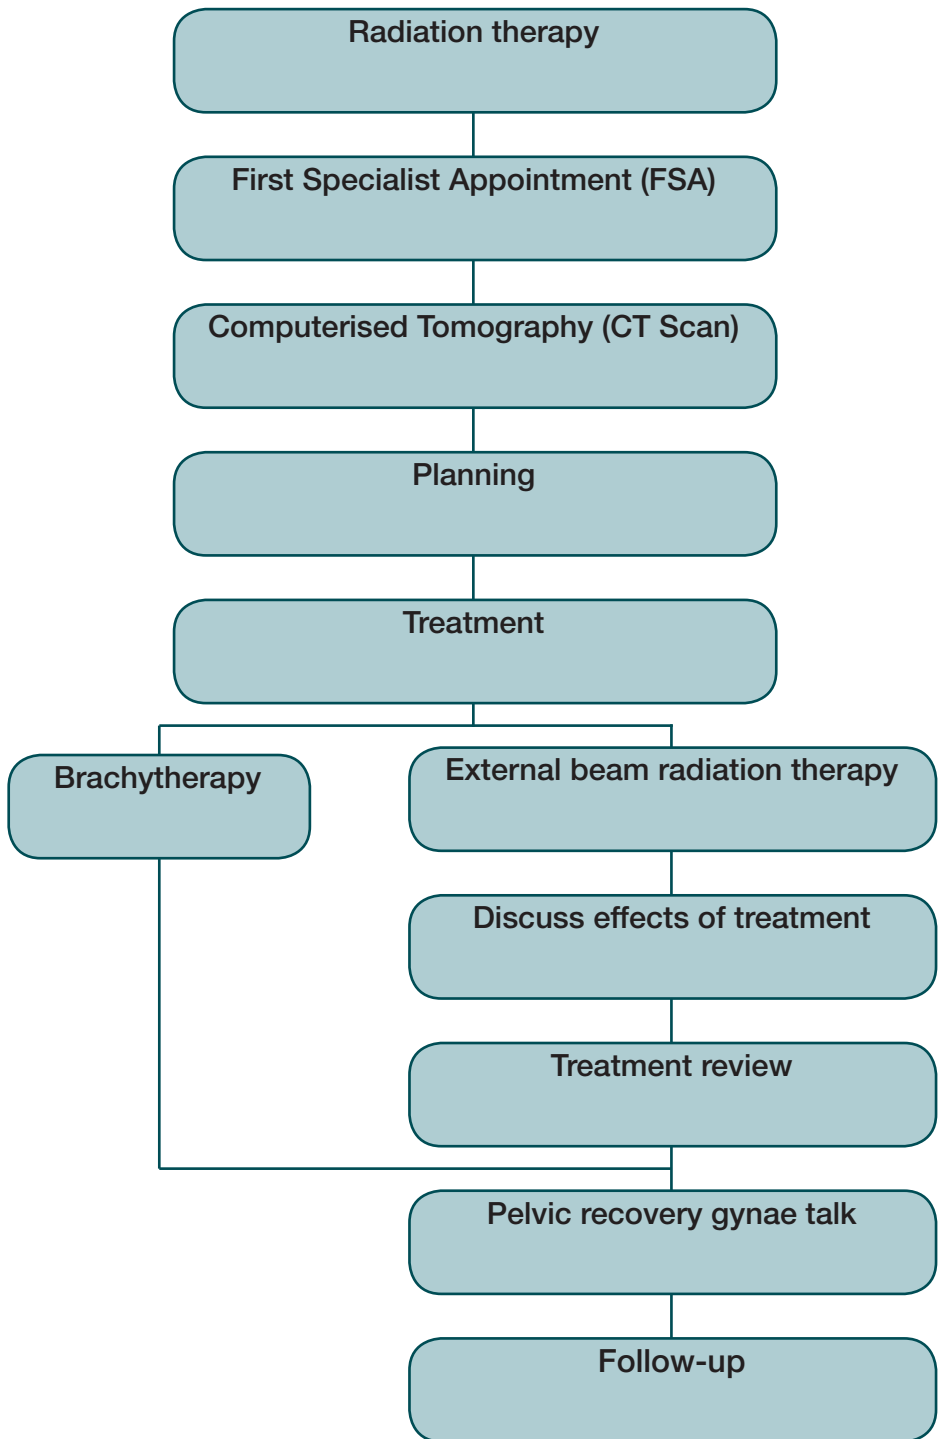 Radiation therapy
First Specialist Appointment (FSA)
Computerised Tomography (CT Scan)
Planning
Treatment
Brachytherapy
External beam radiation therapy
Discuss effects of treatment
Treatment review
Pelvic recovery gynae talk
Follow-up